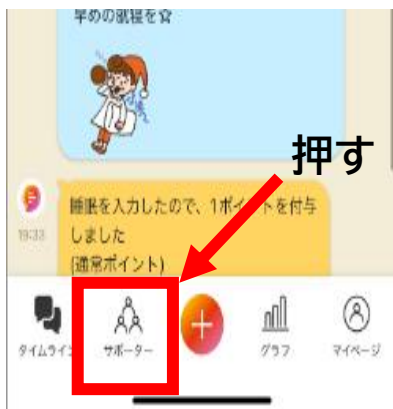 早めの就寝を☆
押す
睡眠を入力したので、1ポイントを付与
19:33
しました
(通常ポイント)
タイムライン
サポーター
グラフ
マイページ